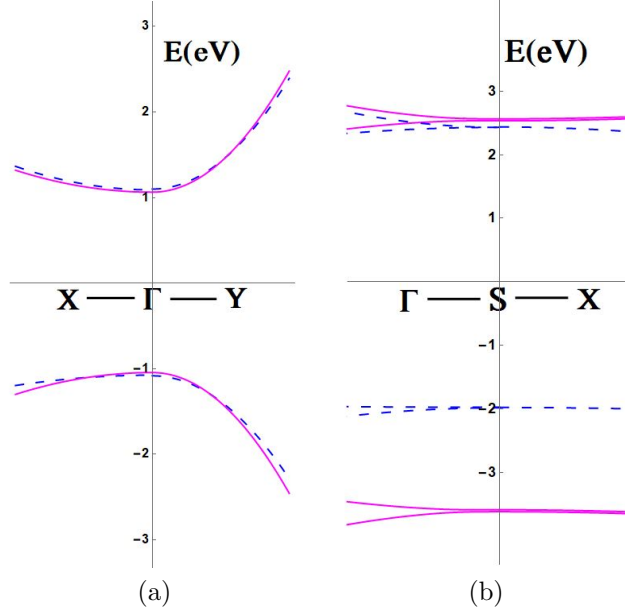 3
E(eV)
2
1
X — Γ — Y
-1
-2
-3
(a)
E(eV)
3
2
1
Γ — S — X
-1
-2
-3
(b)